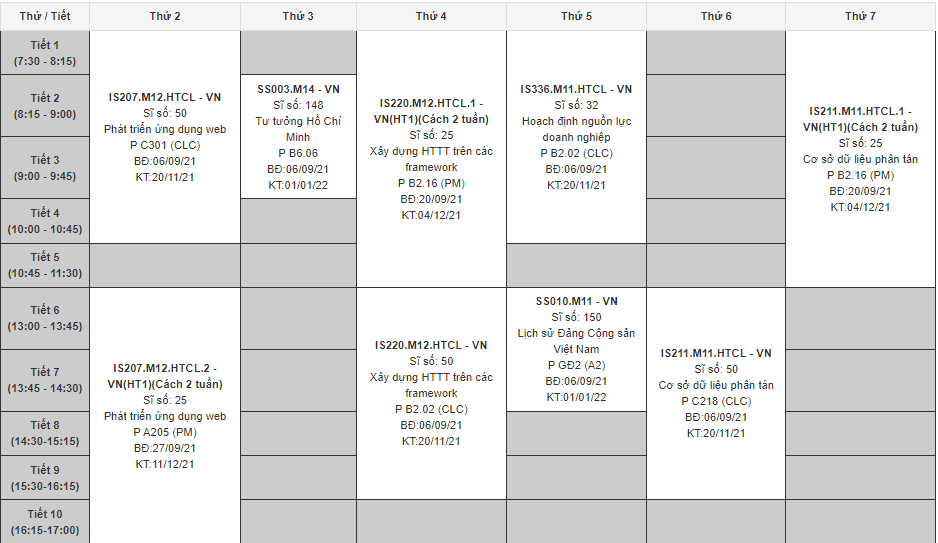 Thứ / Tiết
Thứ 2
Thứ 3
Thứ 4
Thứ 5
Thứ 6
Thứ 7
Tiết 1
(7:30 - 8:15)
Tiết 2
(8:15 - 9:00)
Tiết 3
(9:00 - 9:45)
Tiết 4
(10:00 - 10:45)
Tiết 5
(10:45 - 11:30)
IS207.M12.HTCL - VN
Sĩ số: 50
Phát triển ứng dụng web
P C301 (CLC)
BĐ:06/09/21
KT:20/11/21
SS003.M14 - VN
Sĩ số: 148
Tư tưởng Hồ Chí
Minh
P B6.06
BĐ:06/09/21
KT:01/01/22
IS220.M12.HTCL.1 -
VN(HT1)(Cách 2 tuần)
Sĩ số: 25
Xây dựng HTTT trên các
framework
P B2.16 (PM)
BĐ:20/09/21
KT:04/12/21
IS336.M11.HTCL - VN
Sĩ số: 32
Hoạch định nguồn lực
doanh nghiệp
P B2.02 (CLC)
BĐ:06/09/21
KT:20/11/21
IS211.M11.HTCL.1 -
VN(HT1)(Cách 2 tuần)
Sĩ số: 25
Cơ sở dữ liệu phân tán
P B2.16 (PM)
BĐ:20/09/21
KT:04/12/21
Tiết 6
(13:00 - 13:45)
Tiết 7
(13:45 - 14:30)
Tiết 8
(14:30-15:15)
Tiết 9
(15:30-16:15)
Tiết 10
(16:15-17:00)
IS207.M12.HTCL.2 -
VN(HT1)(Cách 2 tuần)
Sĩ số: 25
Phát triển ứng dụng web
P A205 (PM)
BĐ:27/09/21
KT:11/12/21
IS220.M12.HTCL - VN
Sĩ số: 50
Xây dựng HTTT trên các
framework
P B2.02 (CLC)
BĐ:06/09/21
KT:20/11/21
SS010.M11 - VN
Sĩ số: 150
Lịch sử Đảng Cộng sản
Việt Nam
P GĐ2 (A2)
BĐ:06/09/21
KT:01/01/22
IS211.M11.HTCL - VN
Sĩ số: 50
Cơ sở dữ liệu phân tán
P C218 (CLC)
BĐ:06/09/21
KT:20/11/21